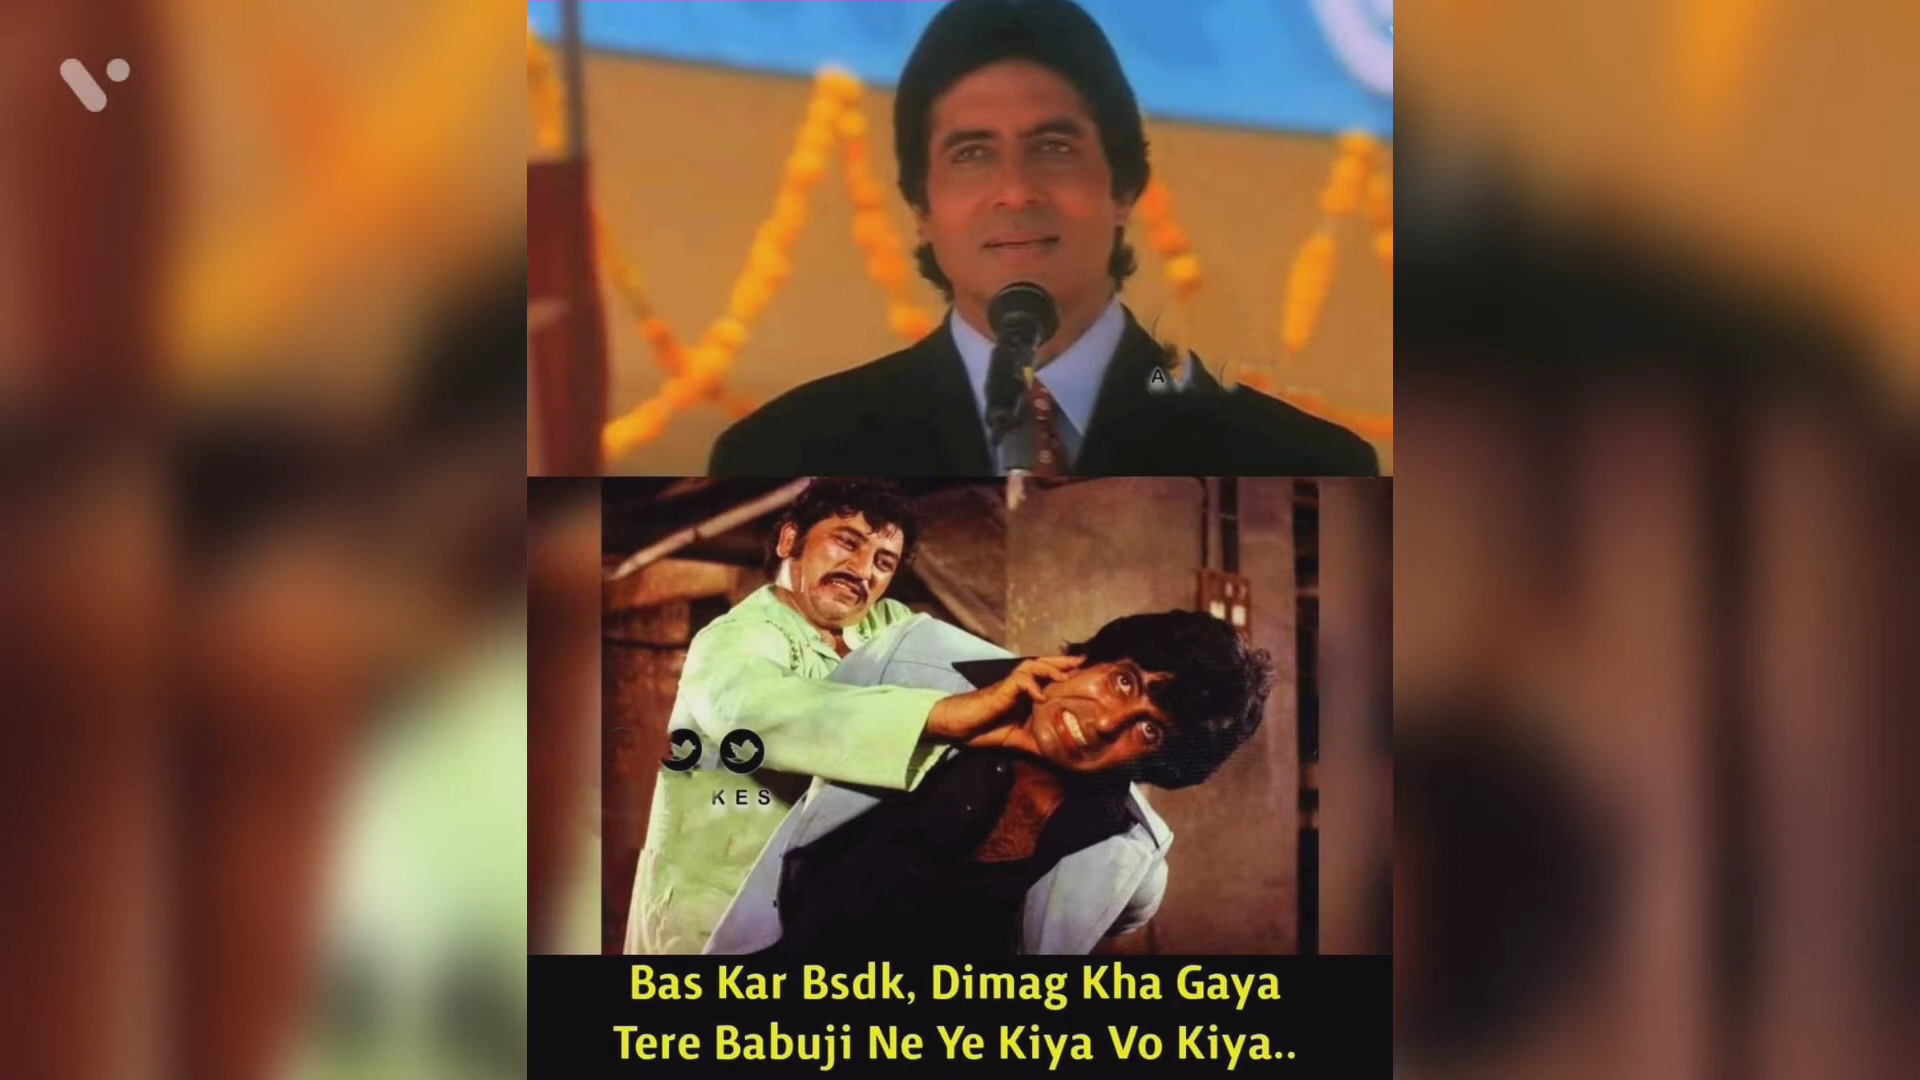 A
KES
Bas Kar Bsdk, Dimag Kha Gaya
Tere Babuji Ne Ye Kiya Vo Kiya..